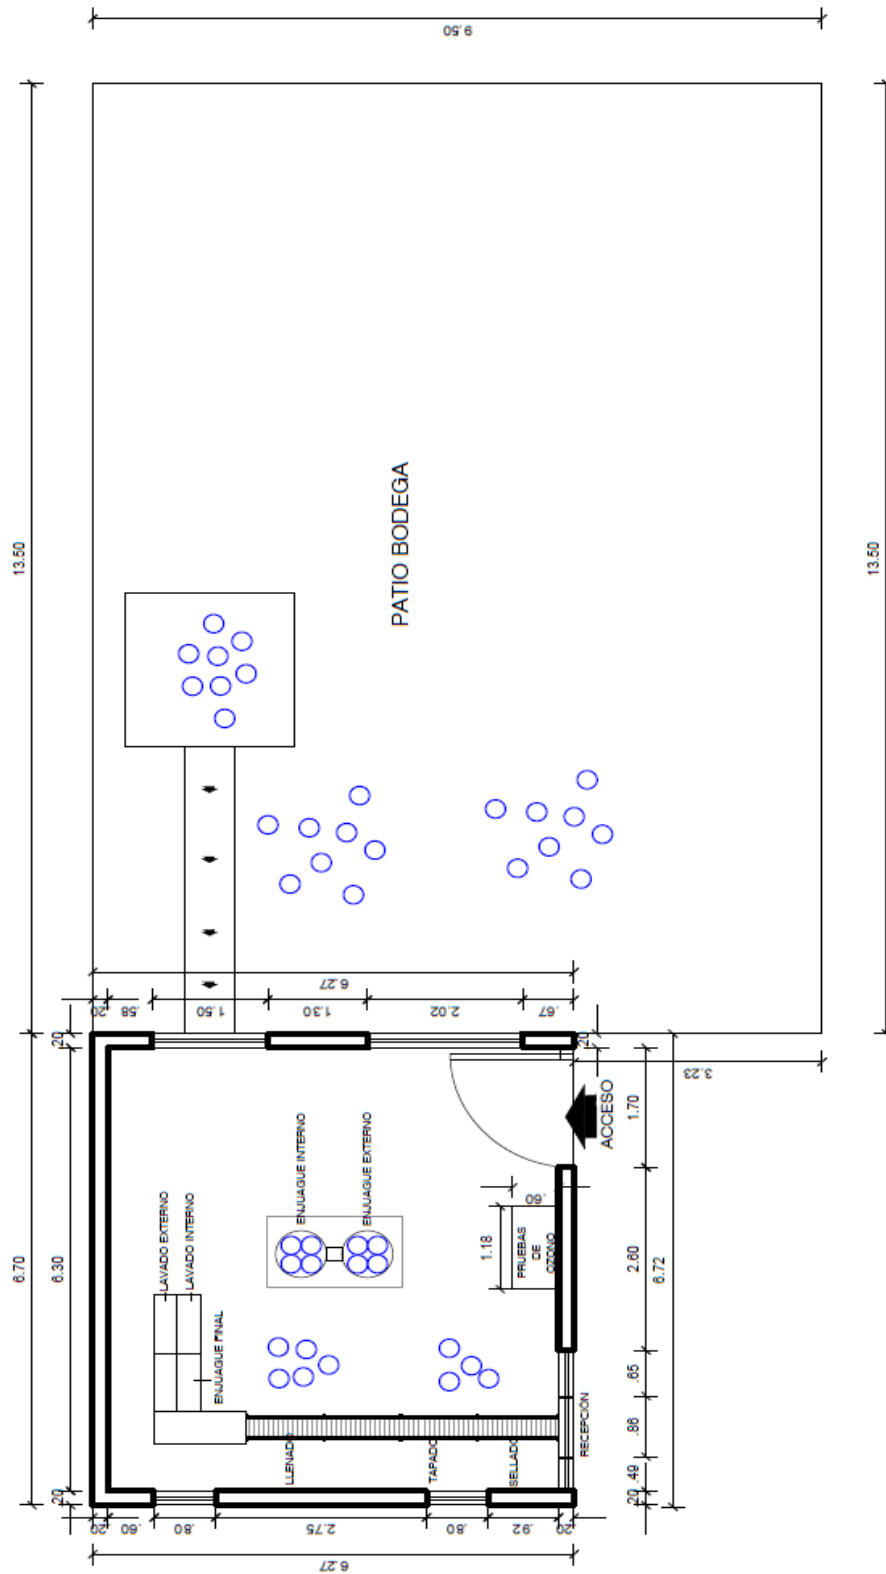 9.50
13.50
13.50
PATIO BODEGA
6.27
.20
.58
1.50
1.30
2.02
.67
.20
.20
3.23
ACCESO
1.70
6.70
6.30
LAVADO EXTERNO
LAVADO INTERNO
ENJUAGUE FINAL
ENJUAGUE INTERNO
ENJUAGUE EXTERNO
.60
1.18
PRUEBAS
DE
OZONO
2.60
6.72
.65
.86
.49
.20
RECEPCIÓN
LLENADO
TAPADO
SELLADO
.20
.20
.60
.80
2.75
.80
.92
.20
6.27